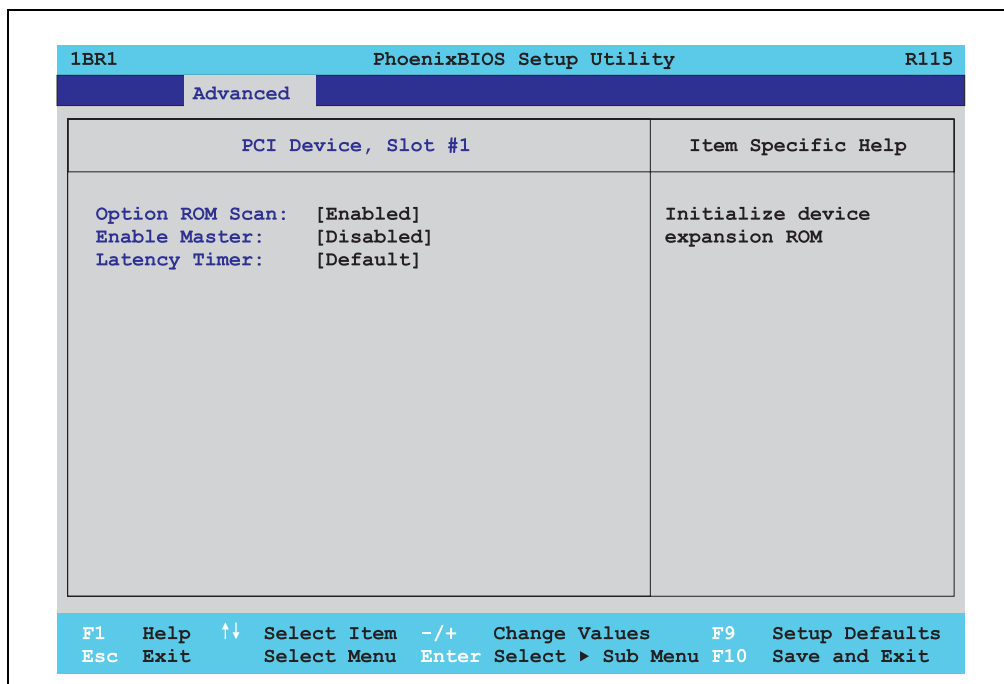 1BR1 PhoenixBIOS Setup Utility R115
Advanced
PCI Device, Slot #1
Item Specific Help
Option ROM Scan: [Enabled]
Enable Master: [Disabled]
Latency Timer: [Default]
Initialize device
expansion ROM
F1 Help ↑↓ Select Item -/+ Change Values F9 Setup Defaults
Esc Exit Select Menu Enter Select ▶ Sub Menu F10 Save and Exit